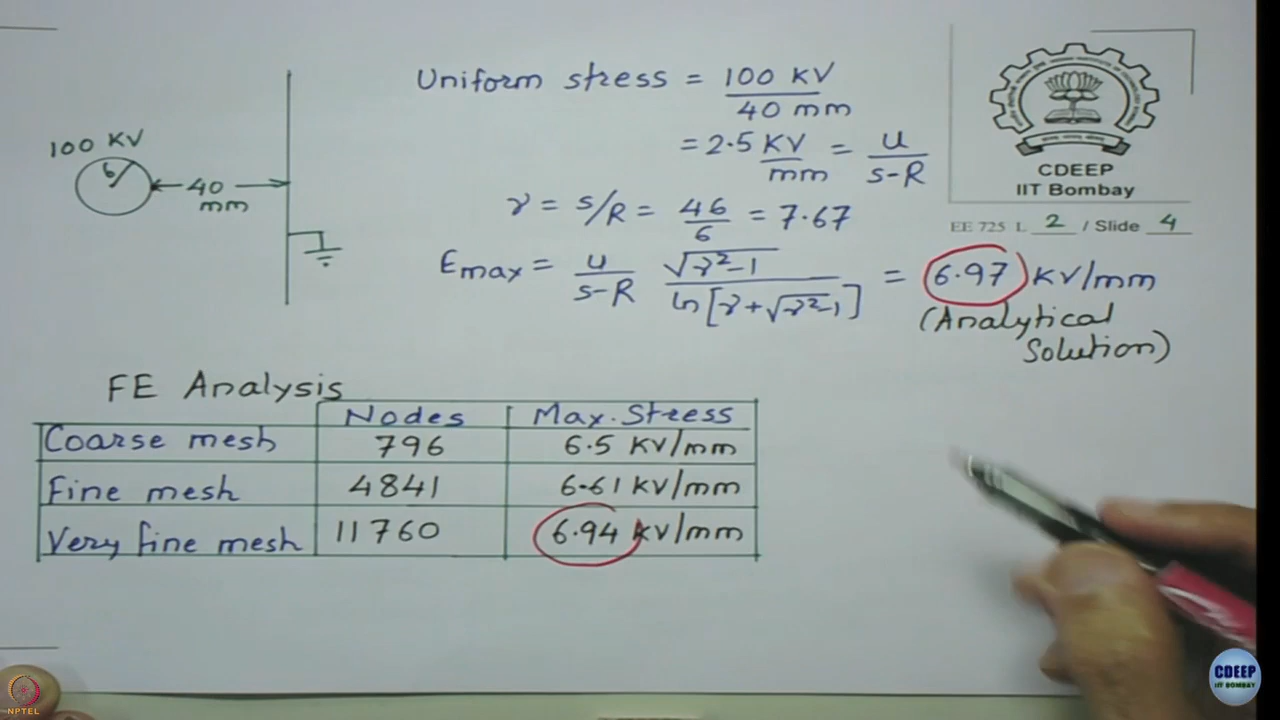 100 KV
6
40
mm
Uniform stress = 100 KV
40 mm
= 2.5 KV = u
mm s-R
γ = s/R = 46 = 7.67
6
Emax = u √γ²-1 = 6.97 KV/mm
s-R ln[γ+√γ²-1]
(Analytical
Solution)
CDEEP
IIT Bombay
EE 725 L 2 / Slide 4
FE Analysis
Nodes Max. Stress
Coarse mesh 796 6.5 KV/mm
Fine mesh 4841 6.61 KV/mm
Very fine mesh 11760 6.94 KV/mm
NPTEL
CDEEP
IIT BOMBAY